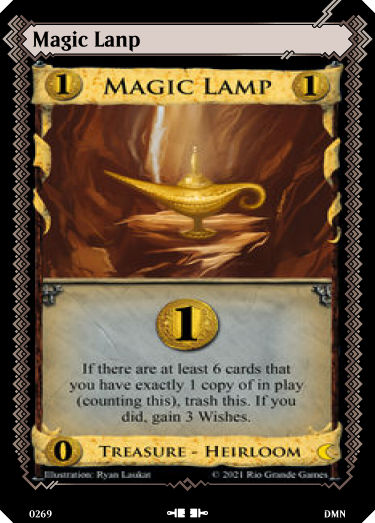 Magic Lanp
1 MAGIC LAMP 1
1
If there are at least 6 cards that
you have exactly 1 copy of in play
(counting this), trash this. If you
did, gain 3 Wishes.
0 TREASURE - HEIRLOOM
Illustration: Ryan Laukat © 2021 Rio Grande Games
0269 DMN